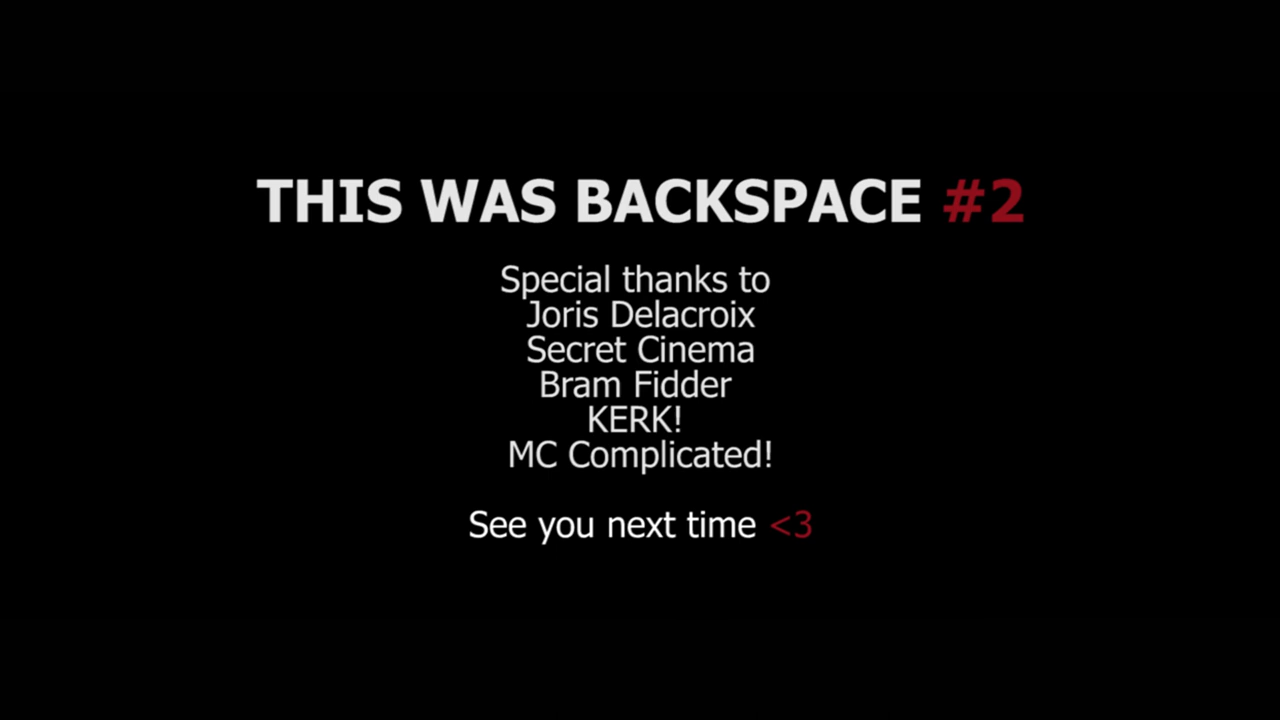 THIS WAS BACKSPACE #2
Special thanks to
Joris Delacroix
Secret Cinema
Bram Fidder
KERK!
MC Complicated!
See you next time <3